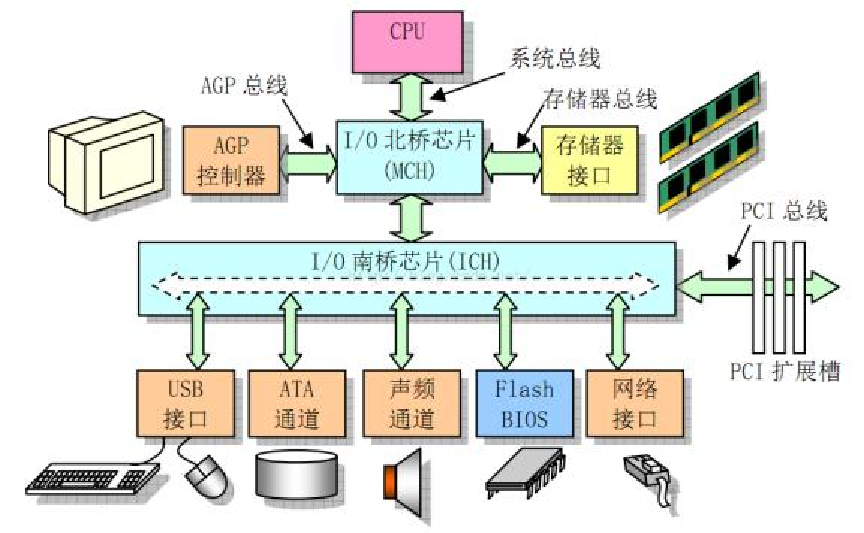 CPU
系统总线
AGP 总线
存储器总线
AGP
控制器
I/O 北桥芯片
(MCH)
存储器
接口
PCI 总线
I/O 南桥芯片(ICH)
PCI 扩展槽
USB
接口
ATA
通道
声频
通道
Flash
BIOS
网络
接口